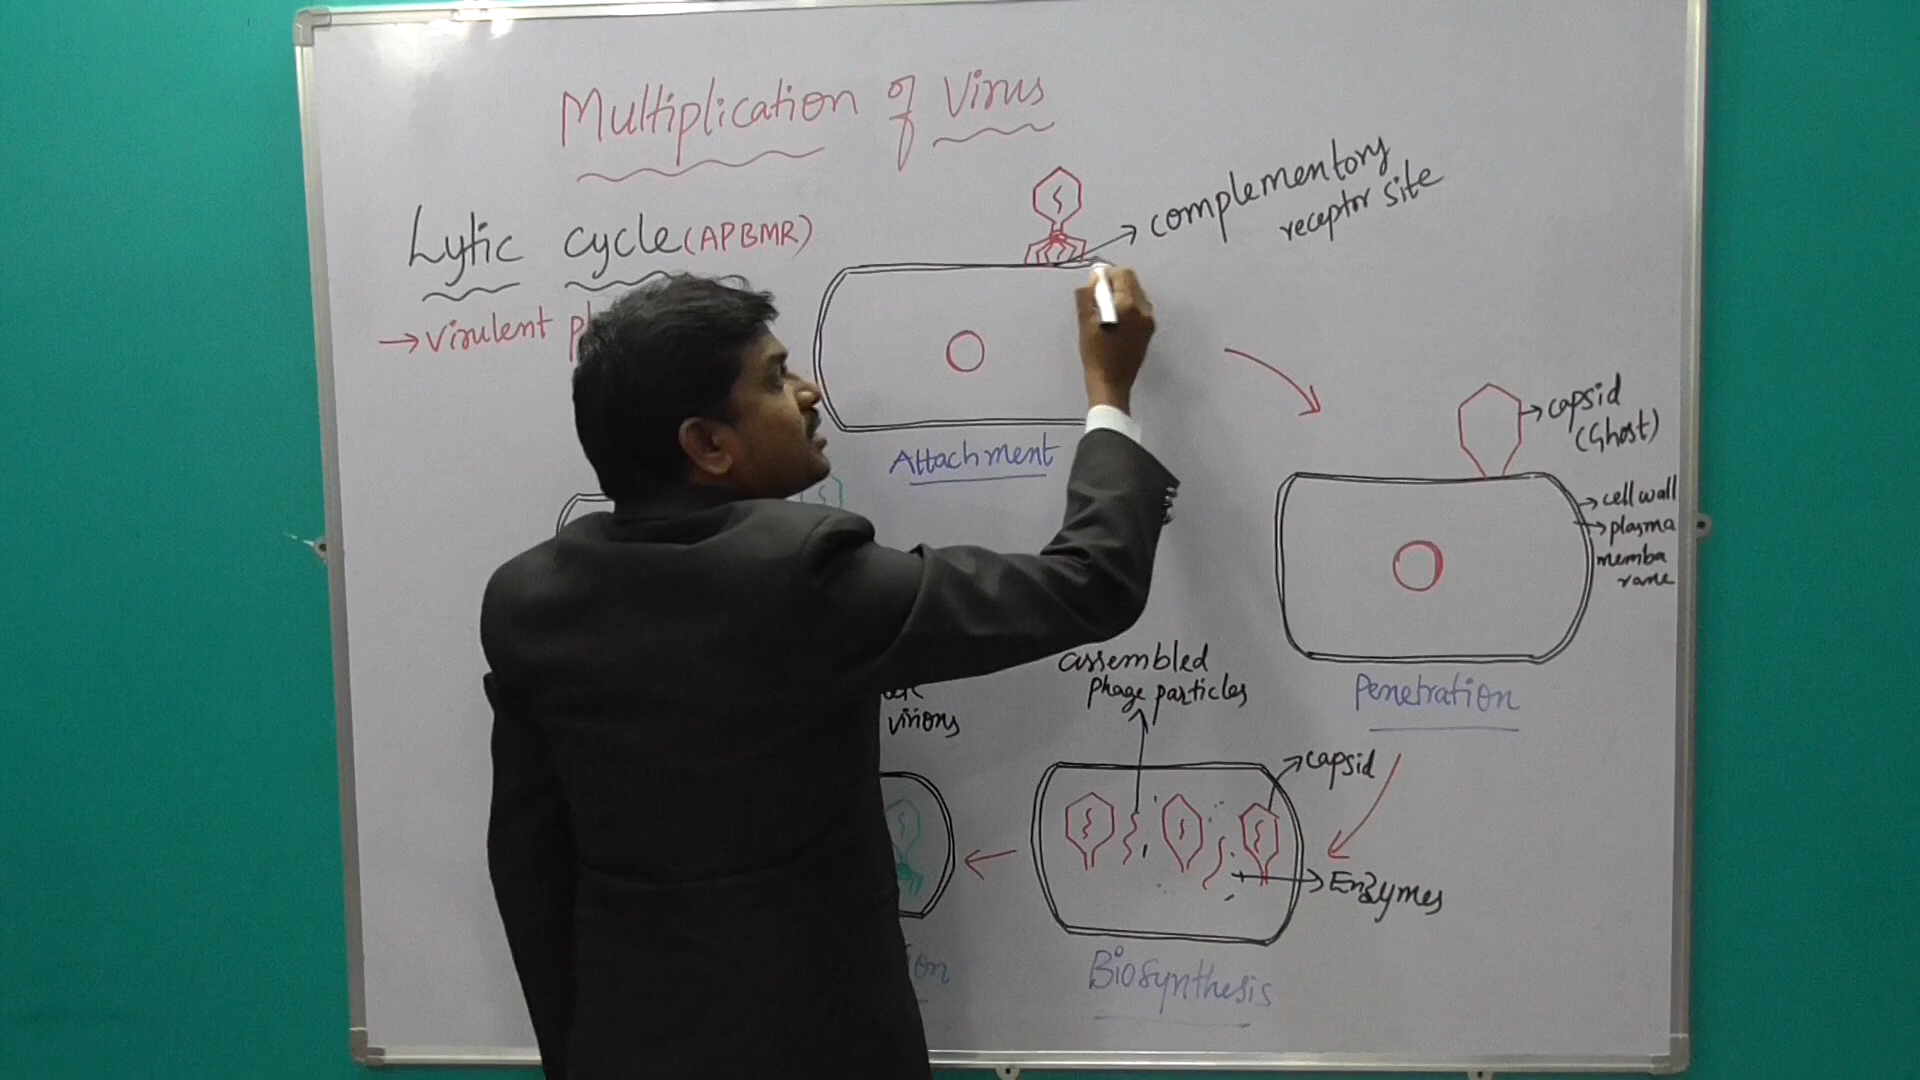 Multiplication of Virus
Lytic cycle (APBMR)
→ virulent
complementory
receptor site
Attachment
capsid
(Ghost)
cell wall
plasma
memba
rane
Penetration
assembled
phage particles
virions
capsid
Enzymes
Biosynthesis